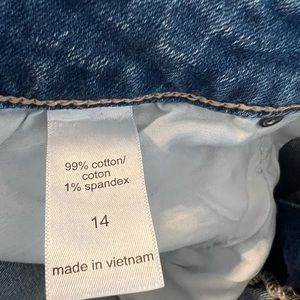 99% cotton/
coton
1% spandex
14
made in vietnam